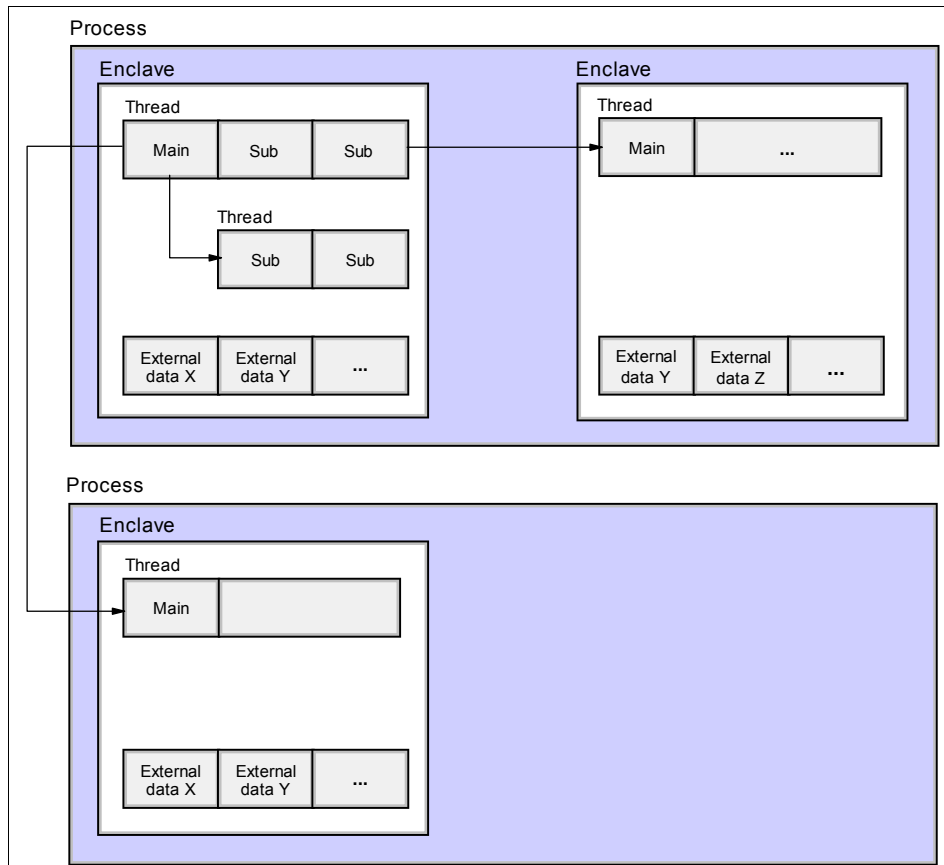 Process
Enclave
Enclave
Thread
Thread
Main Sub Sub
Main ...
Thread
Sub Sub
External
data X
External
data Y
...
External
data Y
External
data Z
...
Process
Enclave
Thread
Main
External
data X
External
data Y
...